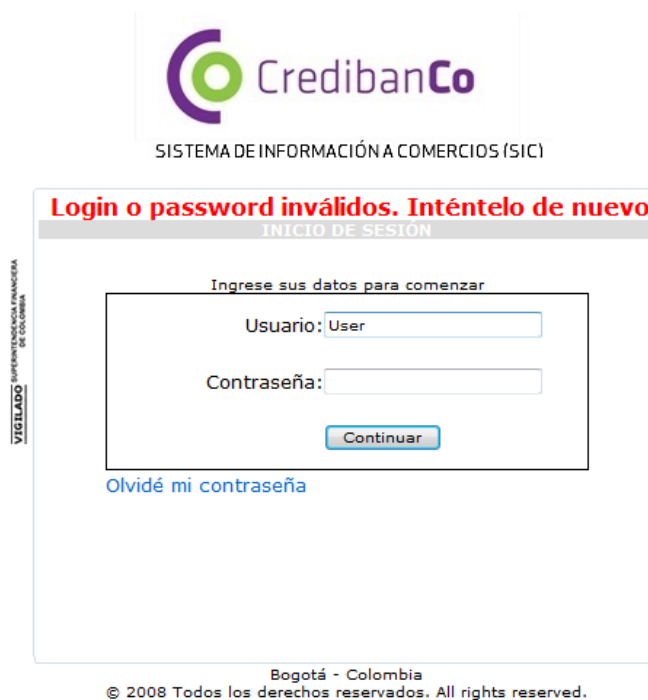 CredibanCo
SISTEMA DE INFORMACIÓN A COMERCIOS (SIC)
Login o password inválidos. Inténtelo de nuevo
INICIO DE SESIÓN
VIGILADO SUPERINTENDENCIA FINANCIERA
DE COLOMBIA
Ingrese sus datos para comenzar
Usuario: User
Contraseña:
Continuar
Olvidé mi contraseña
Bogotá - Colombia
© 2008 Todos los derechos reservados. All rights reserved.